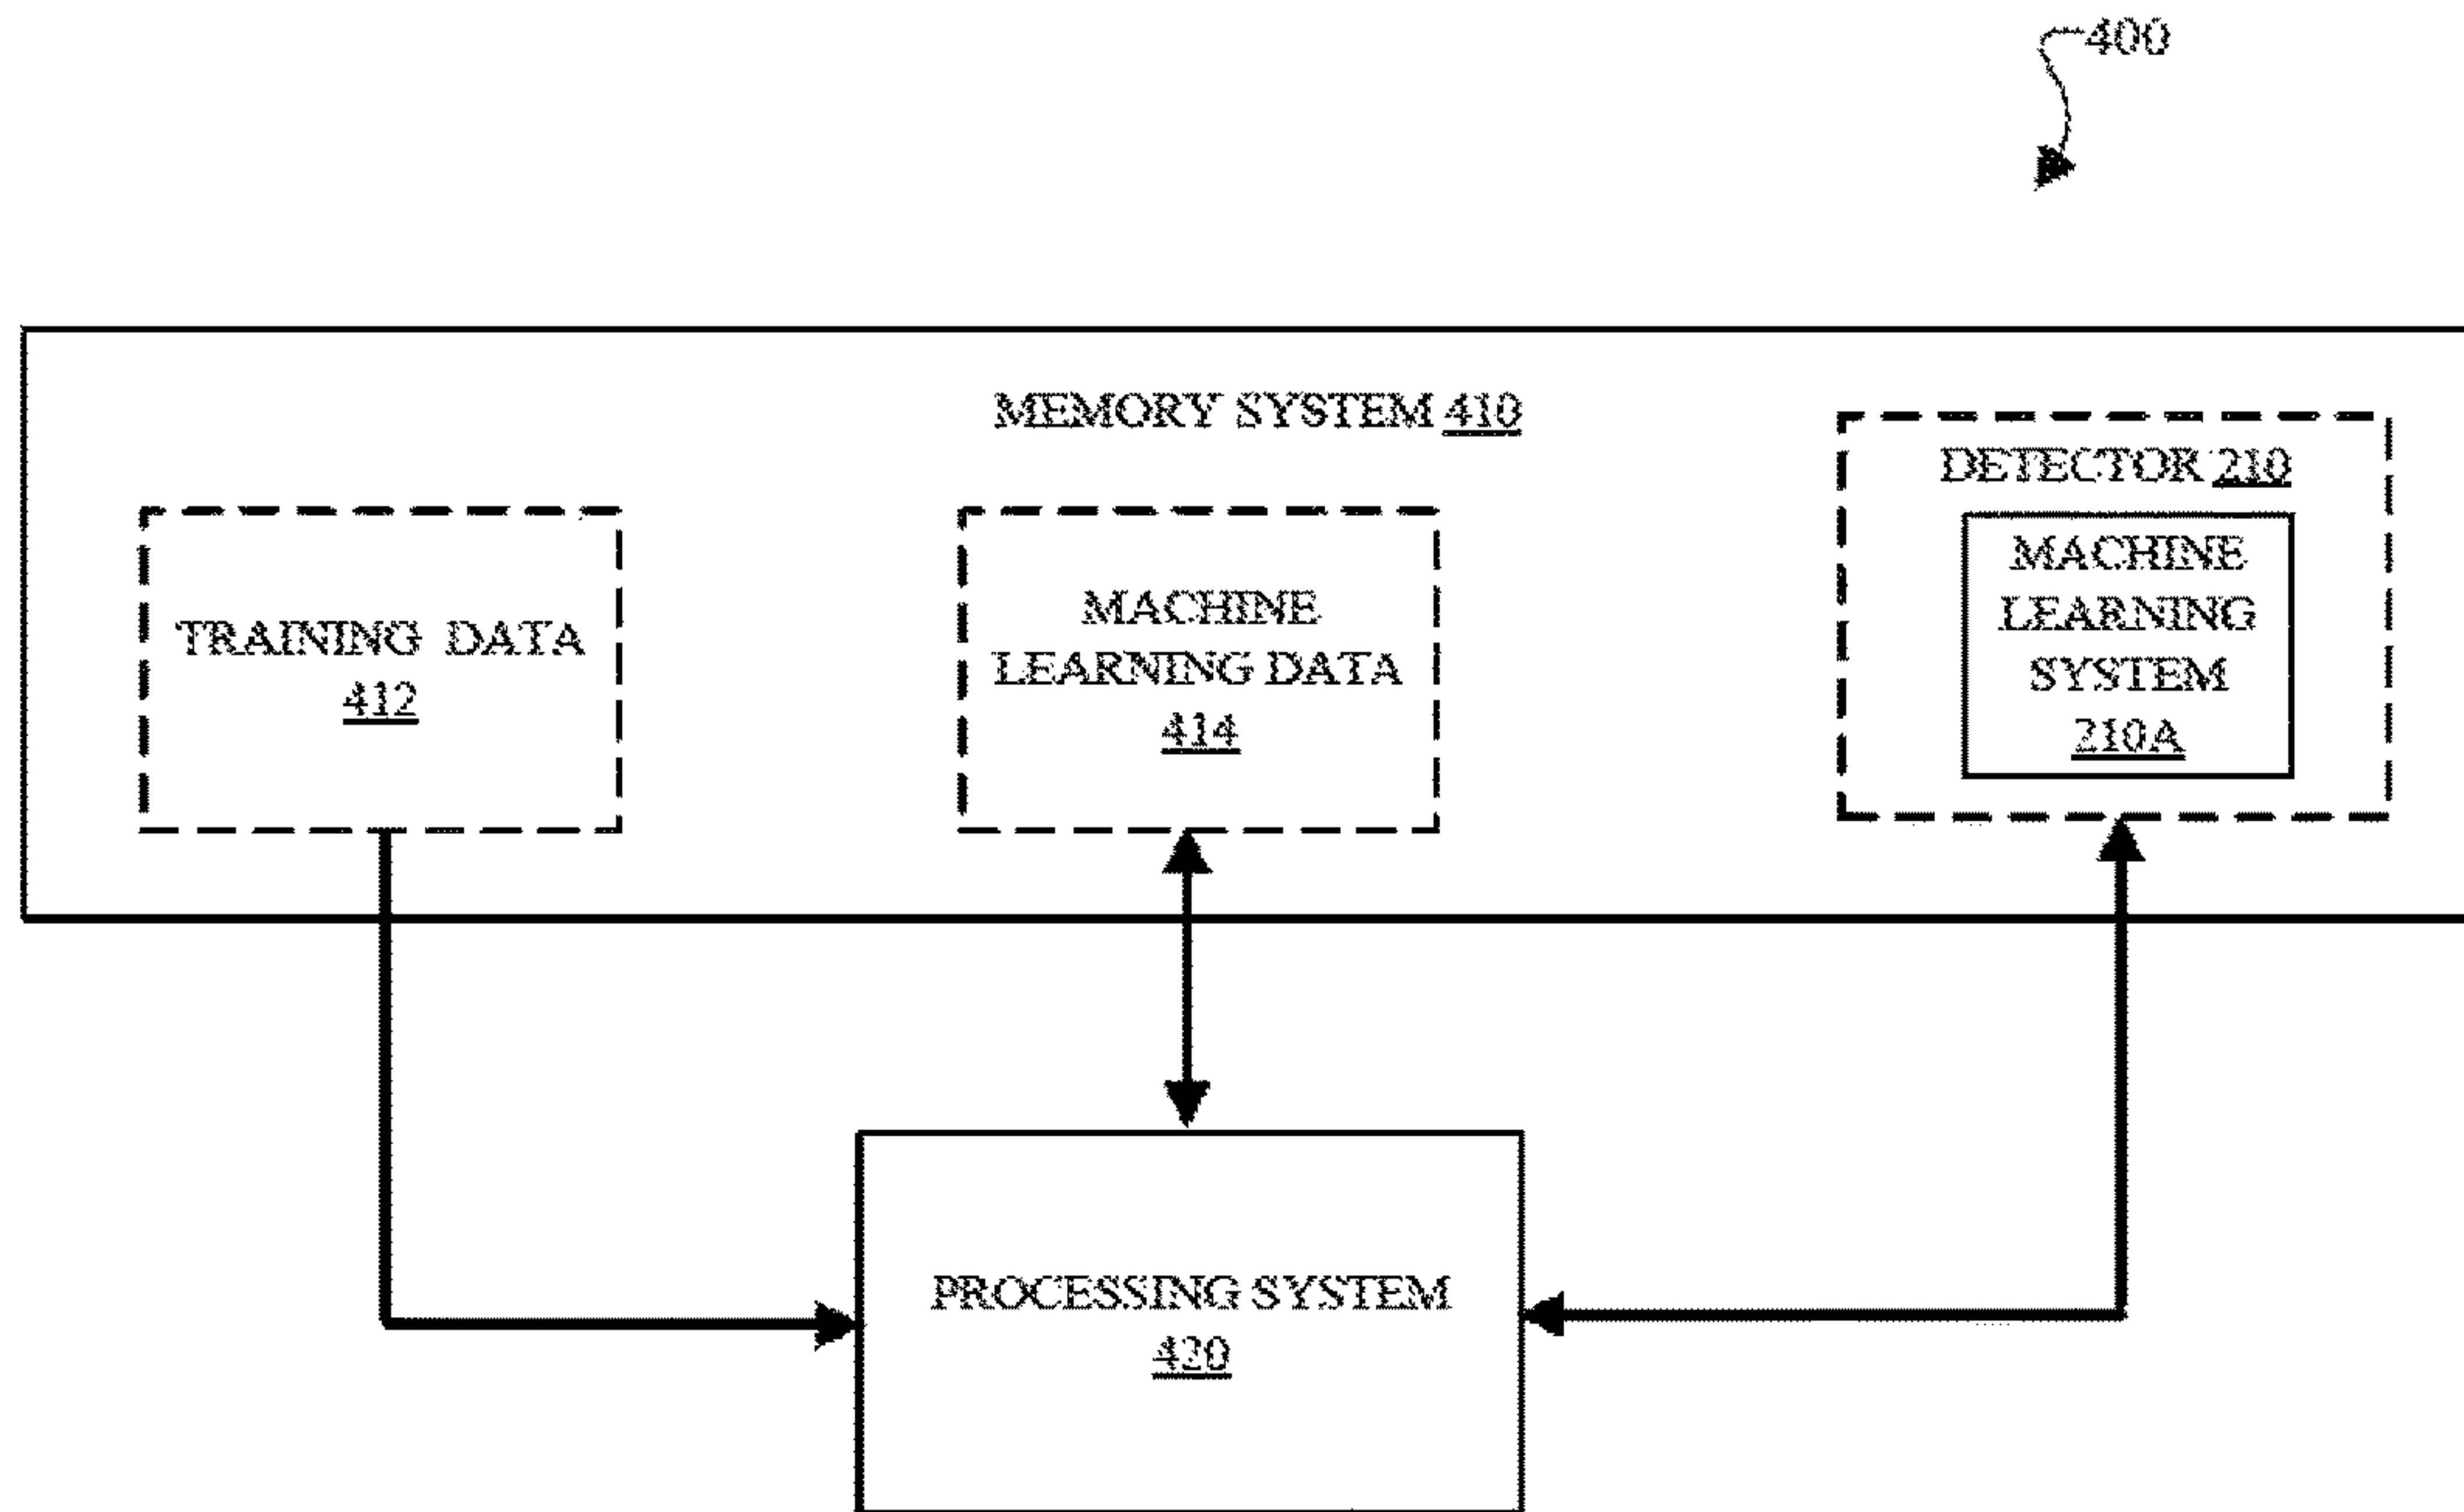 400
MEMORY SYSTEM 410
DETECTOR 210
MACHINE
LEARNING
SYSTEM
210A
TRAINING DATA
412
MACHINE
LEARNING DATA
414
PROCESSING SYSTEM
420